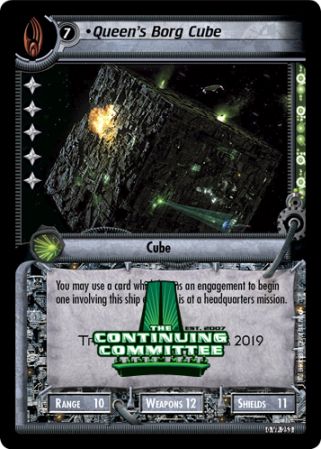 7
•Queen's Borg Cube
Cube
You may use a card an engagement to begin
one involving this ship is at a headquarters mission.
THE
EST. 2007
CONTINUING
COMMITTEE
2019
RANGE 10
WEAPONS 12
SHIELDS 11